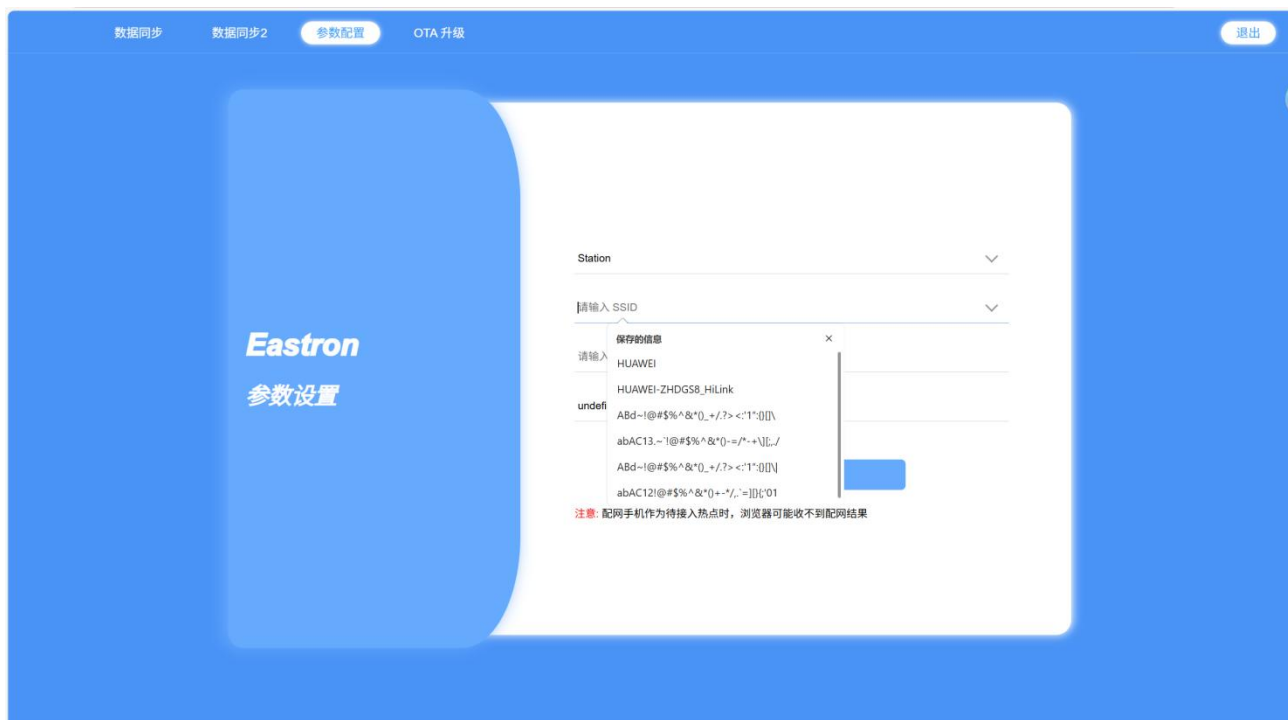 数据同步 数据同步2 参数配置 OTA 升级 退出
Eastron
参数设置
Station
请输入 SSID
保存的信息
请输入
HUAWEI
HUAWEI-ZHDGS8_HiLink
undefi
ABd~!@#$%^&*()_+/.?><:'1":{}[]\
abAC13.~`!@#$%^&*()-=/*-+\][;,./
ABd~!@#$%^&*()_+/.?><:'1":{}[]\|
abAC12!@#$%^&*()+-*/,.`=][}{;'01
注意: 配网手机作为待接入热点时，浏览器可能收不到配网结果